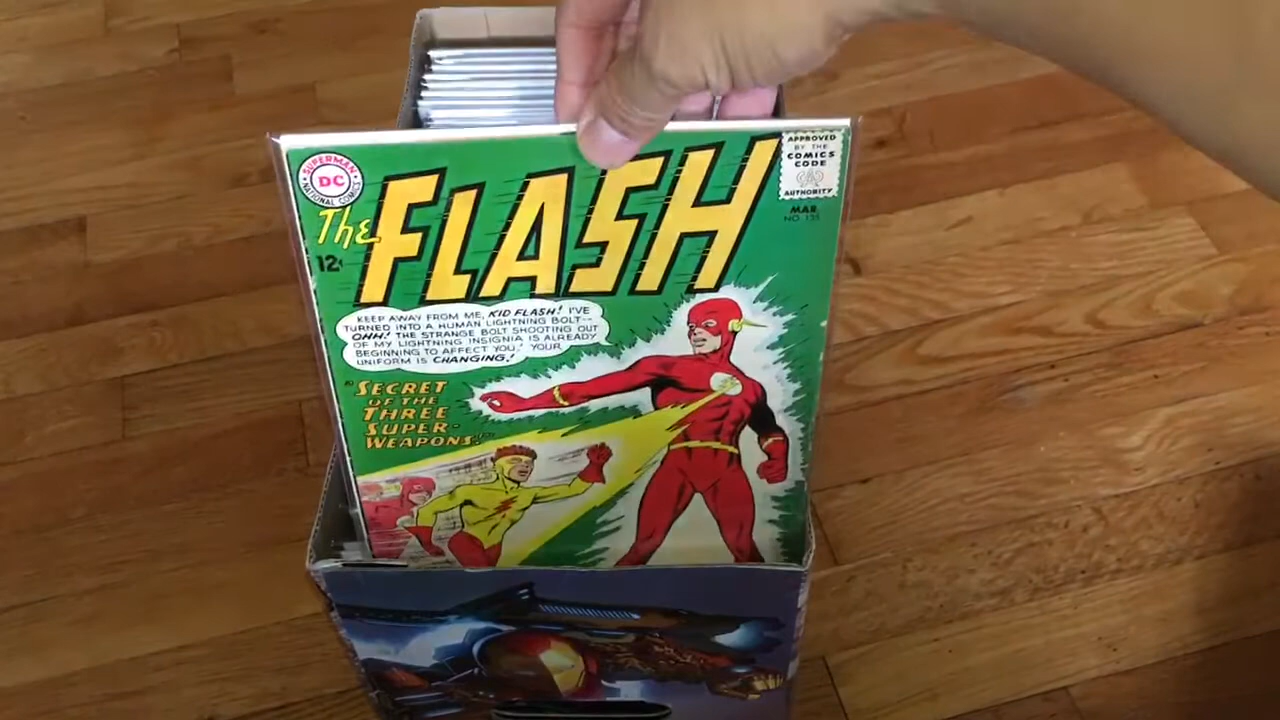 SUPERMAN
DC
NATIONAL COMICS
The FLASH
12¢
APPROVED
BY THE
COMICS
CODE
AUTHORITY
MAR.
NO. 135
KEEP AWAY FROM ME, KID FLASH! I'VE
TURNED INTO A HUMAN LIGHTNING BOLT--
OHH! THE STRANGE BOLT SHOOTING OUT
OF MY LIGHTNING INSIGNIA IS ALREADY
BEGINNING TO AFFECT YOU! YOUR
UNIFORM IS CHANGING!
"SECRET
OF THE
THREE
SUPER-
WEAPONS!"